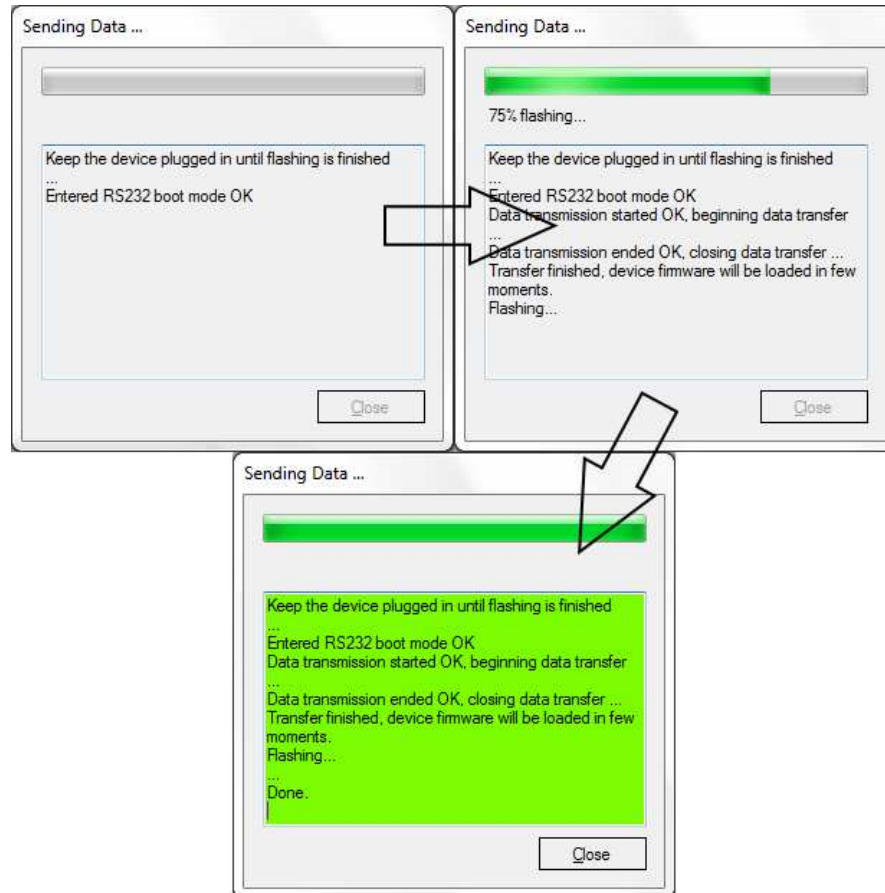 Sending Data ...
Keep the device plugged in until flashing is finished
...
Entered RS232 boot mode OK
Close
Sending Data ...
75% flashing...
Keep the device plugged in until flashing is finished
...
Entered RS232 boot mode OK
Data transmission started OK, beginning data transfer
...
Data transmission ended OK, closing data transfer ...
Transfer finished, device firmware will be loaded in few
moments.
Flashing...
Close
Sending Data ...
Keep the device plugged in until flashing is finished
...
Entered RS232 boot mode OK
Data transmission started OK, beginning data transfer
...
Data transmission ended OK, closing data transfer ...
Transfer finished, device firmware will be loaded in few
moments.
Flashing...
...
Done.
Close